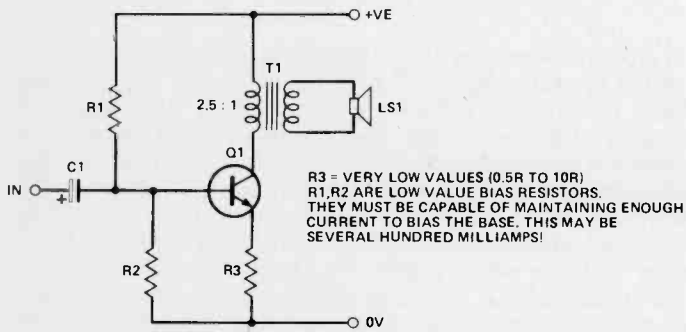 +VE
T1
R1
2.5 : 1
LS1
Q1
C1
IN
+
R3 = VERY LOW VALUES (0.5R TO 10R)
R1,R2 ARE LOW VALUE BIAS RESISTORS.
THEY MUST BE CAPABLE OF MAINTAINING ENOUGH
CURRENT TO BIAS THE BASE. THIS MAY BE
SEVERAL HUNDRED MILLIAMPS!
R2
R3
0V